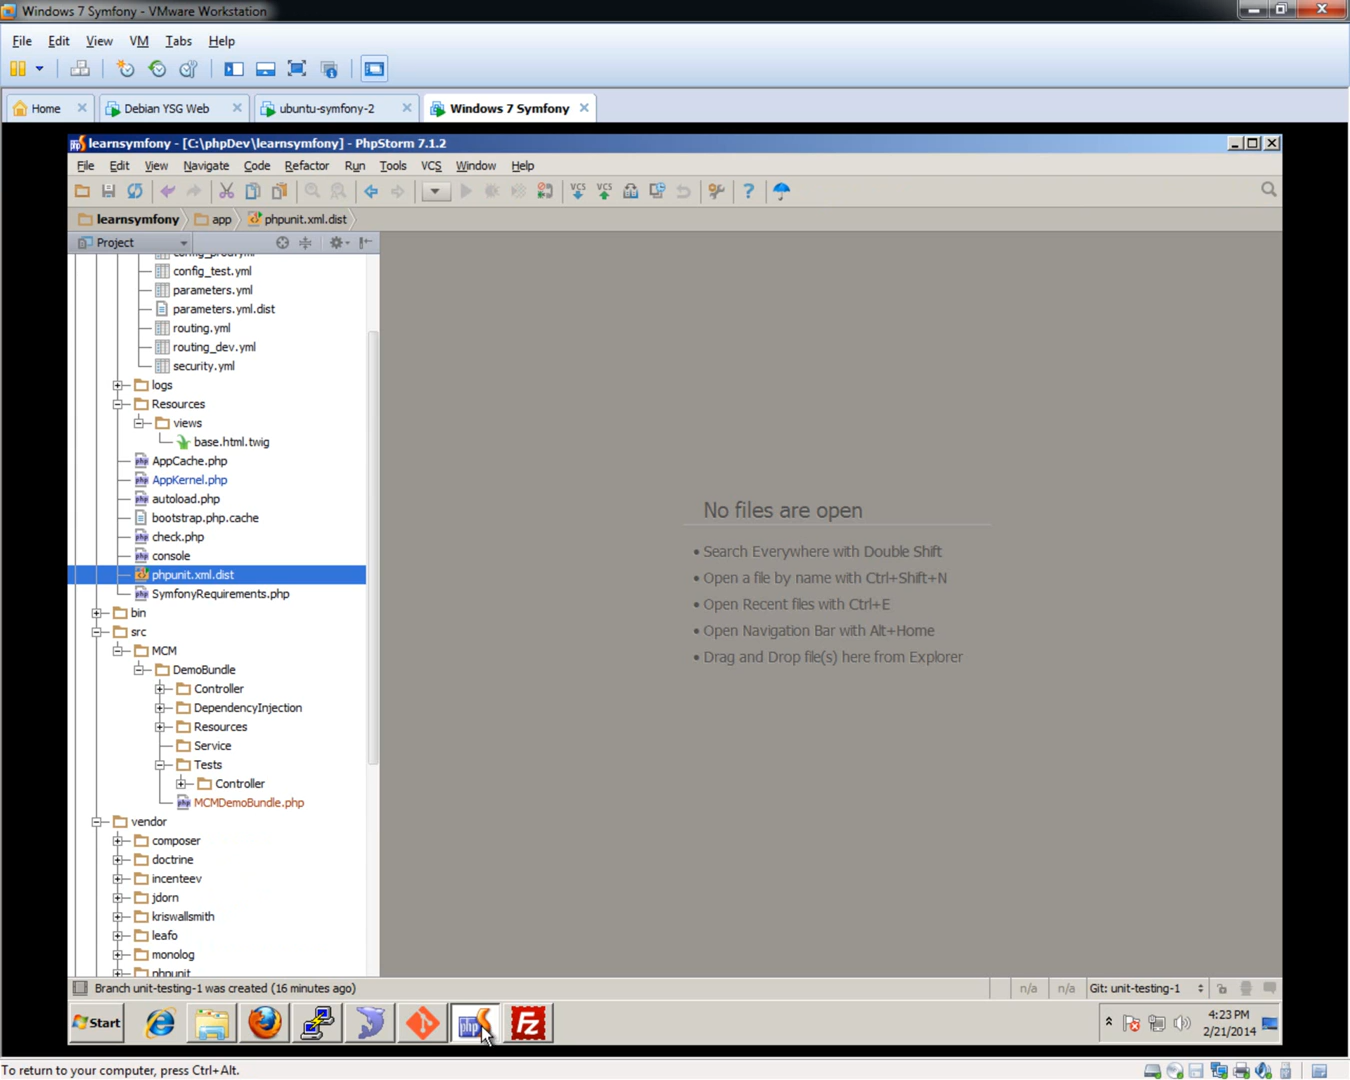 Windows 7 Symfony - VMware Workstation
File Edit View VM Tabs Help
Home Debian YSG Web ubuntu-symfony-2 Windows 7 Symfony
learnsymfony - [C:\phpDev\learnsymfony] - PhpStorm 7.1.2
File Edit View Navigate Code Refactor Run Tools VCS Window Help
VCS VCS
learnsymfony app phpunit.xml.dist
Project
config_prod.yml
config_test.yml
parameters.yml
parameters.yml.dist
routing.yml
routing_dev.yml
security.yml
logs
Resources
views
base.html.twig
AppCache.php
AppKernel.php
autoload.php
bootstrap.php.cache
check.php
console
phpunit.xml.dist
SymfonyRequirements.php
bin
src
MCM
DemoBundle
Controller
DependencyInjection
Resources
Service
Tests
Controller
MCMDemoBundle.php
vendor
composer
doctrine
incenteev
jdorn
kriswallsmith
leafo
monolog
phpunit
No files are open
• Search Everywhere with Double Shift
• Open a file by name with Ctrl+Shift+N
• Open Recent files with Ctrl+E
• Open Navigation Bar with Alt+Home
• Drag and Drop file(s) here from Explorer
Branch unit-testing-1 was created (16 minutes ago)
n/a n/a Git: unit-testing-1
Start
php
Fz
4:23 PM
2/21/2014
To return to your computer, press Ctrl+Alt.